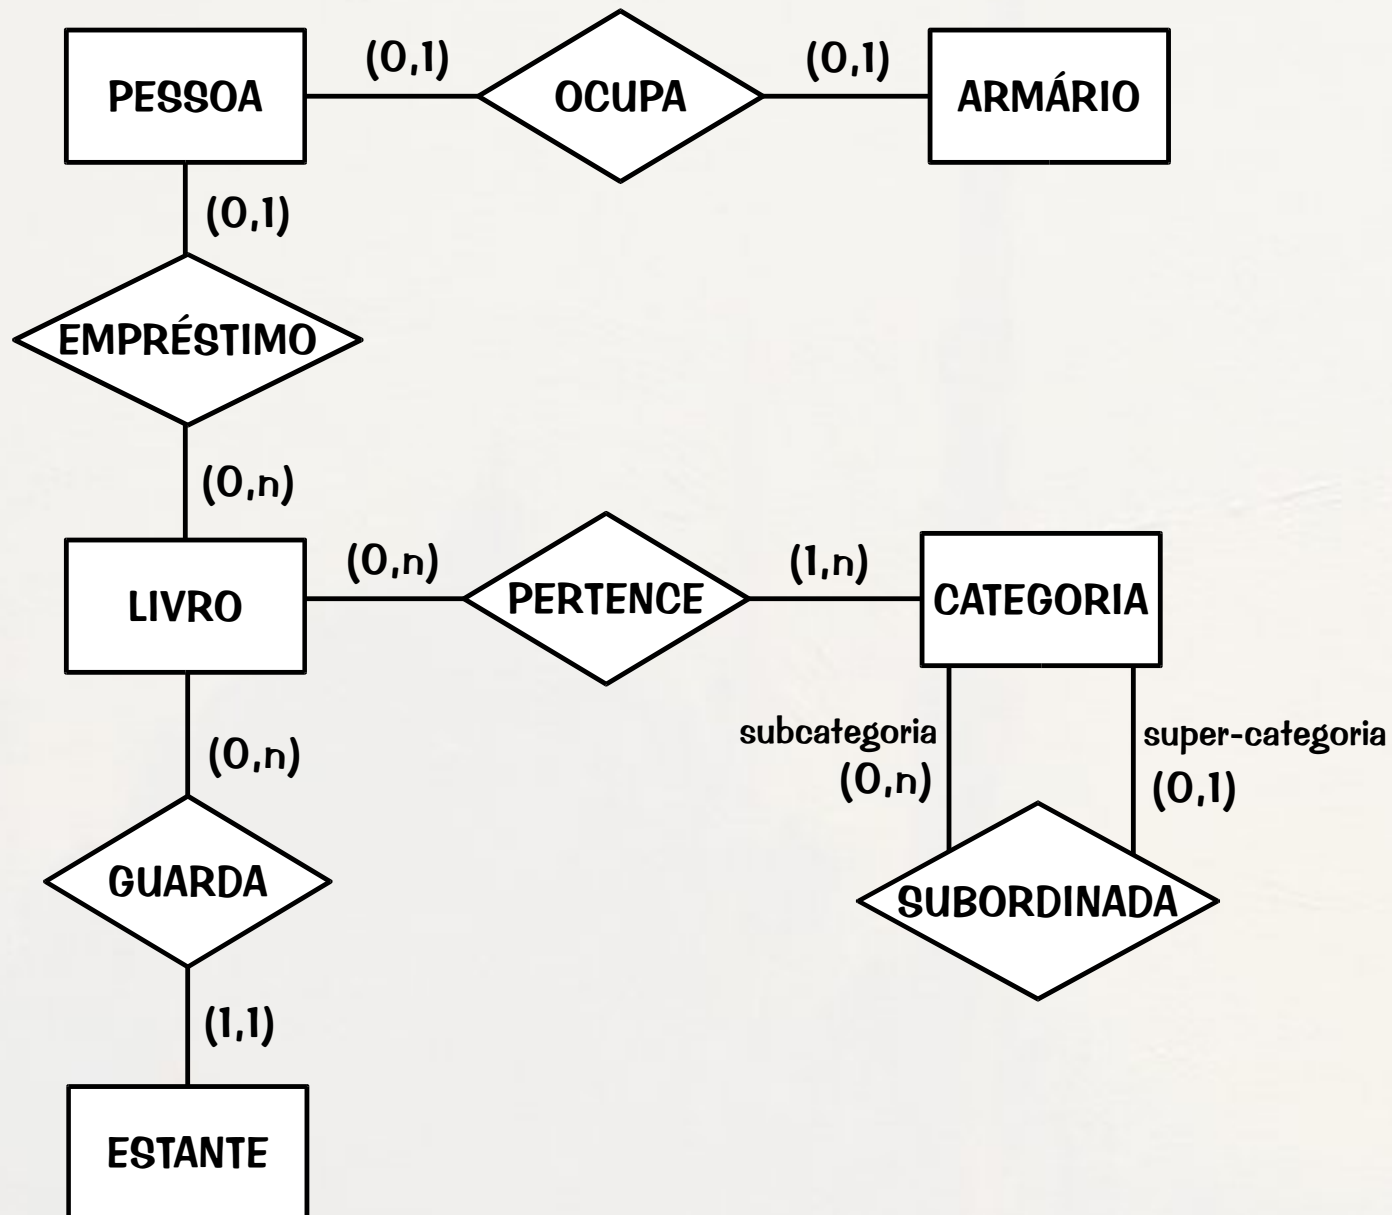 PESSOA
(0,1)
OCUPA
(0,1)
ARMÁRIO
(0,1)
EMPRÉSTIMO
(0,n)
LIVRO
(0,n)
PERTENCE
(1,n)
CATEGORIA
subcategoria
(0,n)
super-categoria
(0,1)
SUBORDINADA
(0,n)
GUARDA
(1,1)
ESTANTE